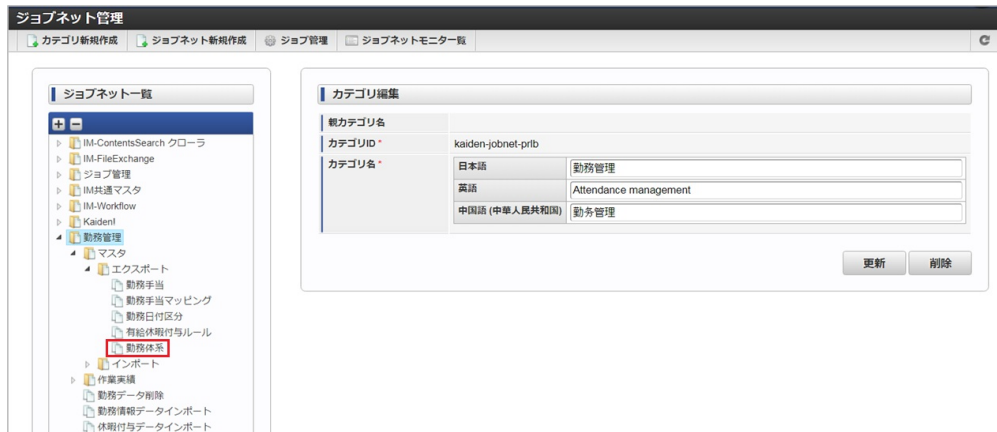 ジョブネット管理
カテゴリ新規作成 ジョブネット新規作成 ジョブ管理 ジョブネットモニター覧
ジョブネット一覧
IM-ContentsSearch クローラ
IM-FileExchange
ジョブ管理
IM共通マスタ
IM-Workflow
Kaiden!
勤務管理
マスタ
エクスポート
勤務手当
勤務手当マッピング
勤務日付区分
有給休暇付与ルール
勤務体系
インポート
作業実績
勤務データ削除
勤務情報データインポート
休暇付与データインポート
カテゴリ編集
親カテゴリ名
カテゴリID * kaiden-jobnet-prlb
カテゴリ名 *
日本語 勤務管理
英語 Attendance management
中国語 (中華人民共和国) 勤务管理
更新 削除